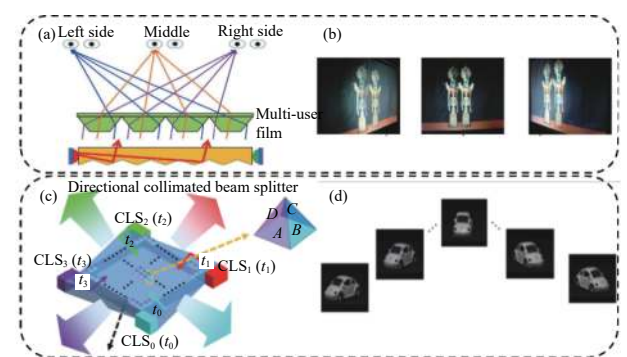 (a)
Left side
Middle
Right side
Multi-user
film
(b)
(c)
Directional collimated beam splitter
CLS₂ (t₂)
t₂
CLS₃ (t₃)
t₃
t₁
CLS₁ (t₁)
t₀
CLS₀ (t₀)
D
C
A
B
(d)